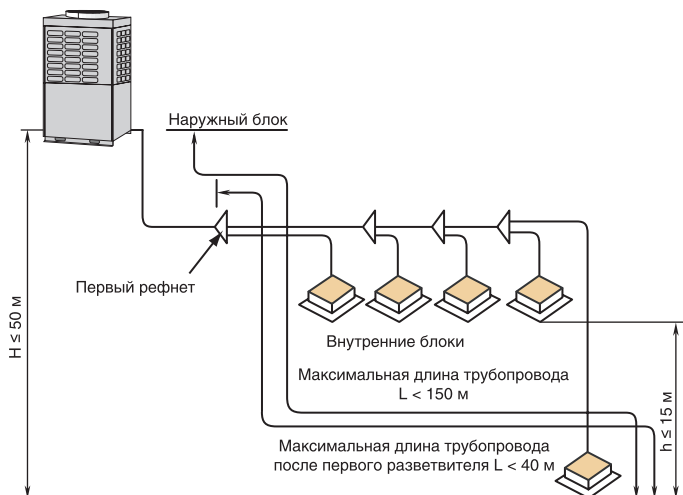 Наружный блок
Первый рефнет
H ≤ 50 м
Внутренние блоки
Максимальная длина трубопровода
L < 150 м
h ≤ 15 м
Максимальная длина трубопровода
после первого разветвителя L < 40 м